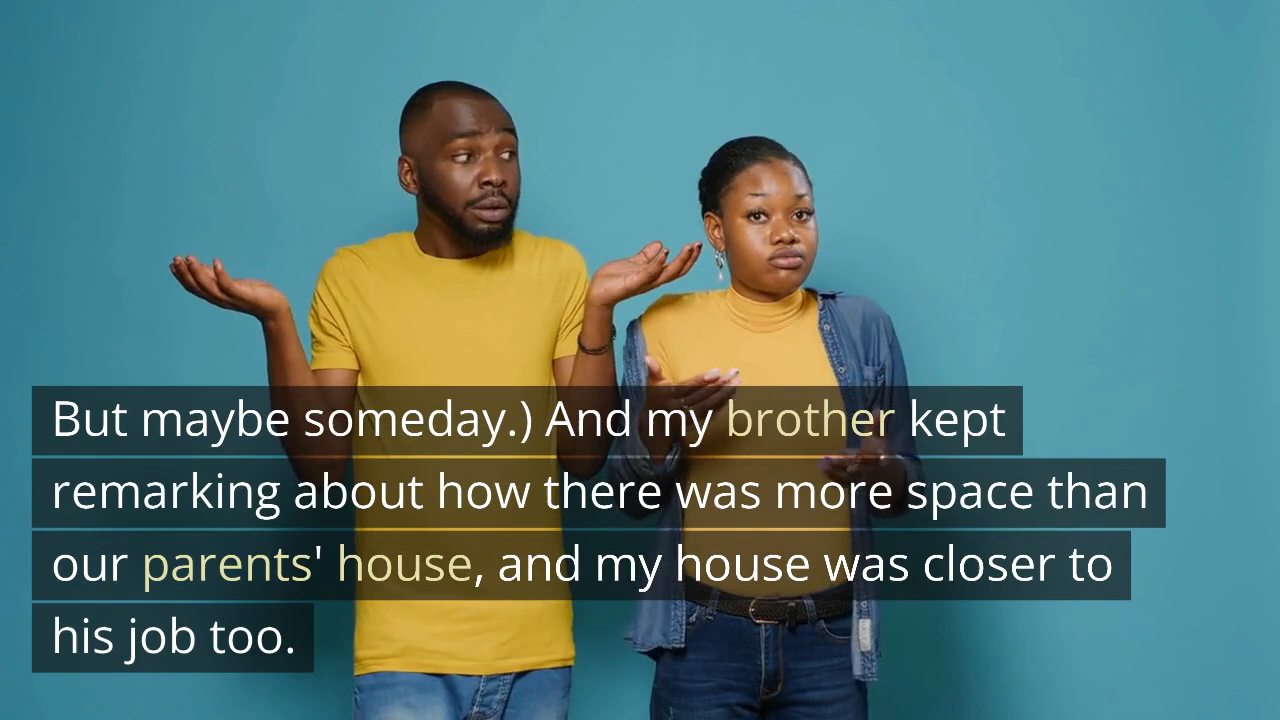 But maybe someday.) And my brother kept
remarking about how there was more space than
our parents' house, and my house was closer to
his job too.